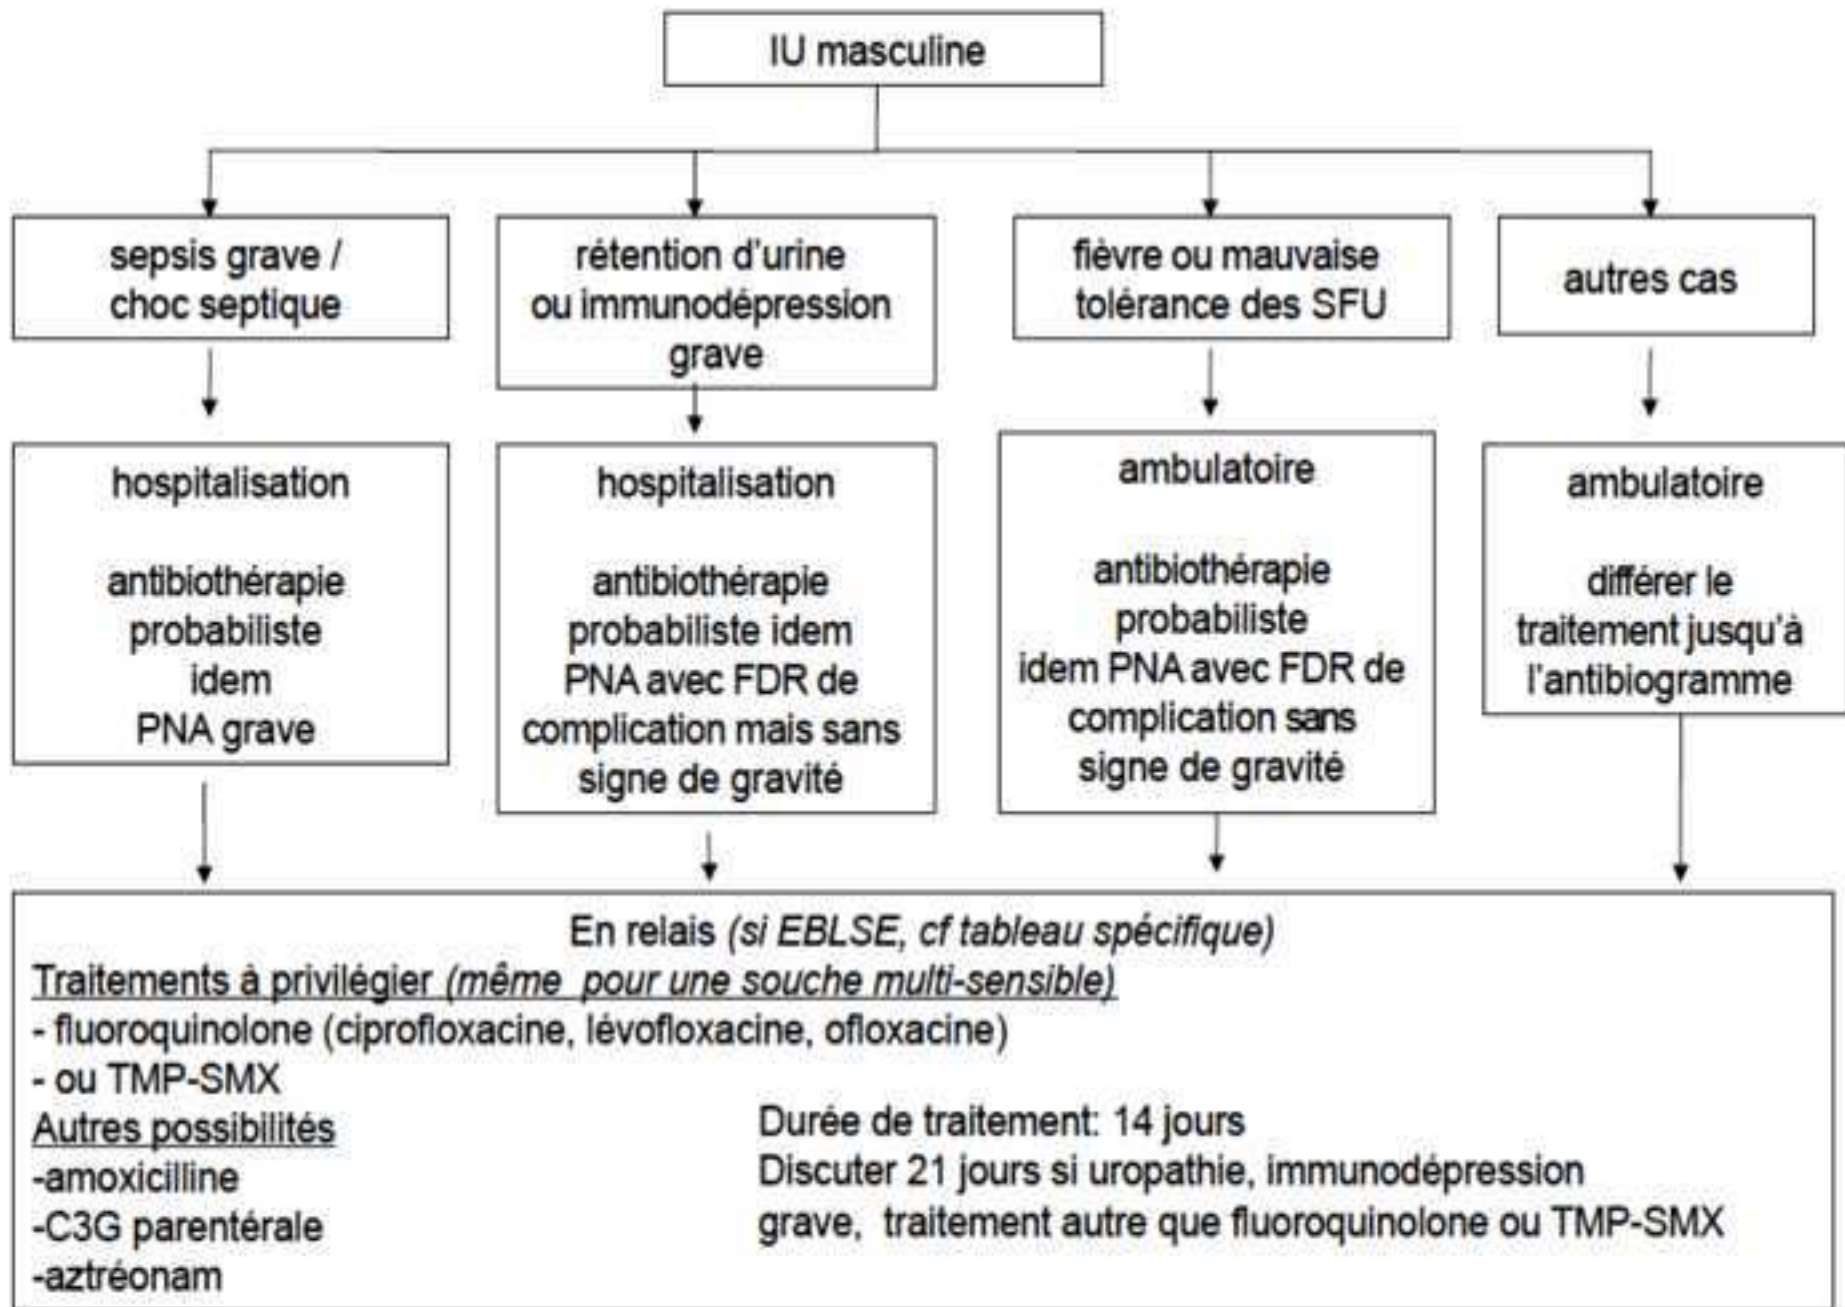 IU masculine
sepsis grave /
choc septique
rétention d'urine
ou immunodépression
grave
fièvre ou mauvaise
tolérance des SFU
autres cas
hospitalisation
antibiothérapie
probabiliste
idem
PNA grave
hospitalisation
antibiothérapie
probabiliste idem
PNA avec FDR de
complication mais sans
signe de gravité
ambulatoire
antibiothérapie
probabiliste
idem PNA avec FDR de
complication sans
signe de gravité
ambulatoire
différer le
traitement jusqu'à
l'antibiogramme
En relais (si EBLSE, cf tableau spécifique)
Traitements à privilégier (même pour une souche multi-sensible)
- fluoroquinolone (ciprofloxacine, lévofloxacine, ofloxacine)
- ou TMP-SMX
Autres possibilités
-amoxicilline
-C3G parentérale
-aztréonam
Durée de traitement: 14 jours
Discuter 21 jours si uropathie, immunodépression
grave, traitement autre que fluoroquinolone ou TMP-SMX